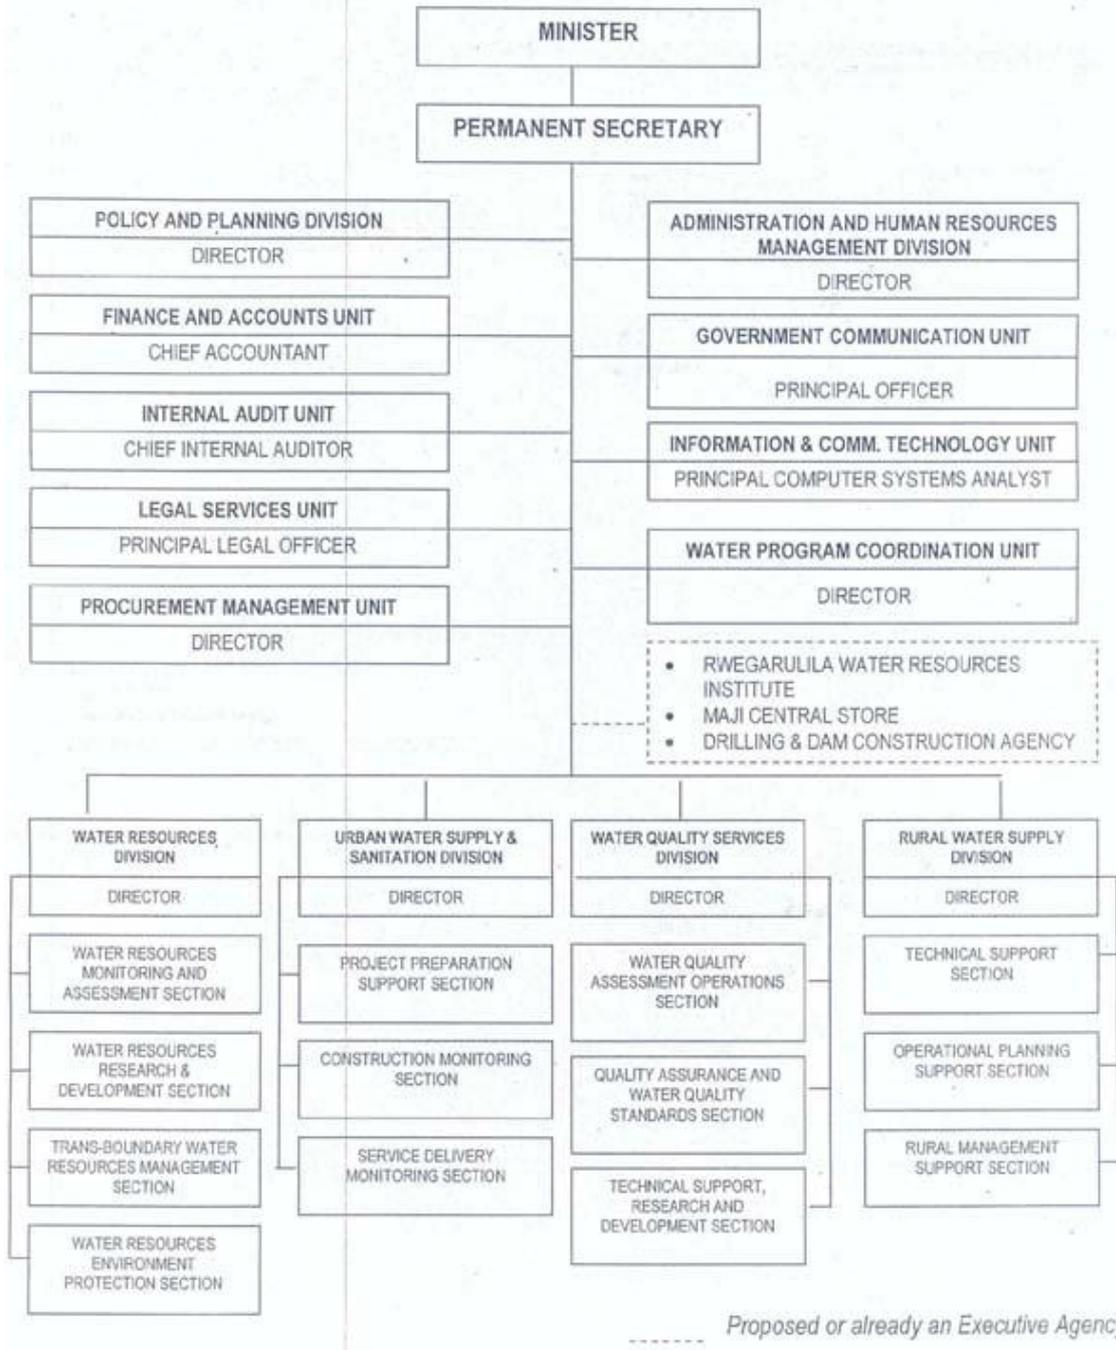 MINISTER
PERMANENT SECRETARY
POLICY AND PLANNING DIVISION
DIRECTOR
ADMINISTRATION AND HUMAN RESOURCES
MANAGEMENT DIVISION
DIRECTOR
FINANCE AND ACCOUNTS UNIT
CHIEF ACCOUNTANT
GOVERNMENT COMMUNICATION UNIT
PRINCIPAL OFFICER
INTERNAL AUDIT UNIT
CHIEF INTERNAL AUDITOR
INFORMATION & COMM. TECHNOLOGY UNIT
PRINCIPAL COMPUTER SYSTEMS ANALYST
LEGAL SERVICES UNIT
PRINCIPAL LEGAL OFFICER
WATER PROGRAM COORDINATION UNIT
DIRECTOR
PROCUREMENT MANAGEMENT UNIT
DIRECTOR
• RWEGARULILA WATER RESOURCES
INSTITUTE
• MAJI CENTRAL STORE
• DRILLING & DAM CONSTRUCTION AGENCY
WATER RESOURCES
DIVISION
DIRECTOR
WATER RESOURCES
MONITORING AND
ASSESSMENT SECTION
WATER RESOURCES
RESEARCH &
DEVELOPMENT SECTION
TRANS-BOUNDARY WATER
RESOURCES MANAGEMENT
SECTION
WATER RESOURCES
ENVIRONMENT
PROTECTION SECTION
URBAN WATER SUPPLY &
SANITATION DIVISION
DIRECTOR
PROJECT PREPARATION
SUPPORT SECTION
CONSTRUCTION MONITORING
SECTION
SERVICE DELIVERY
MONITORING SECTION
WATER QUALITY SERVICES
DIVISION
DIRECTOR
WATER QUALITY
ASSESSMENT OPERATIONS
SECTION
QUALITY ASSURANCE AND
WATER QUALITY
STANDARDS SECTION
TECHNICAL SUPPORT,
RESEARCH AND
DEVELOPMENT SECTION
RURAL WATER SUPPLY
DIVISION
DIRECTOR
TECHNICAL SUPPORT
SECTION
OPERATIONAL PLANNING
SUPPORT SECTION
RURAL MANAGEMENT
SUPPORT SECTION
Proposed or already an Executive Agency